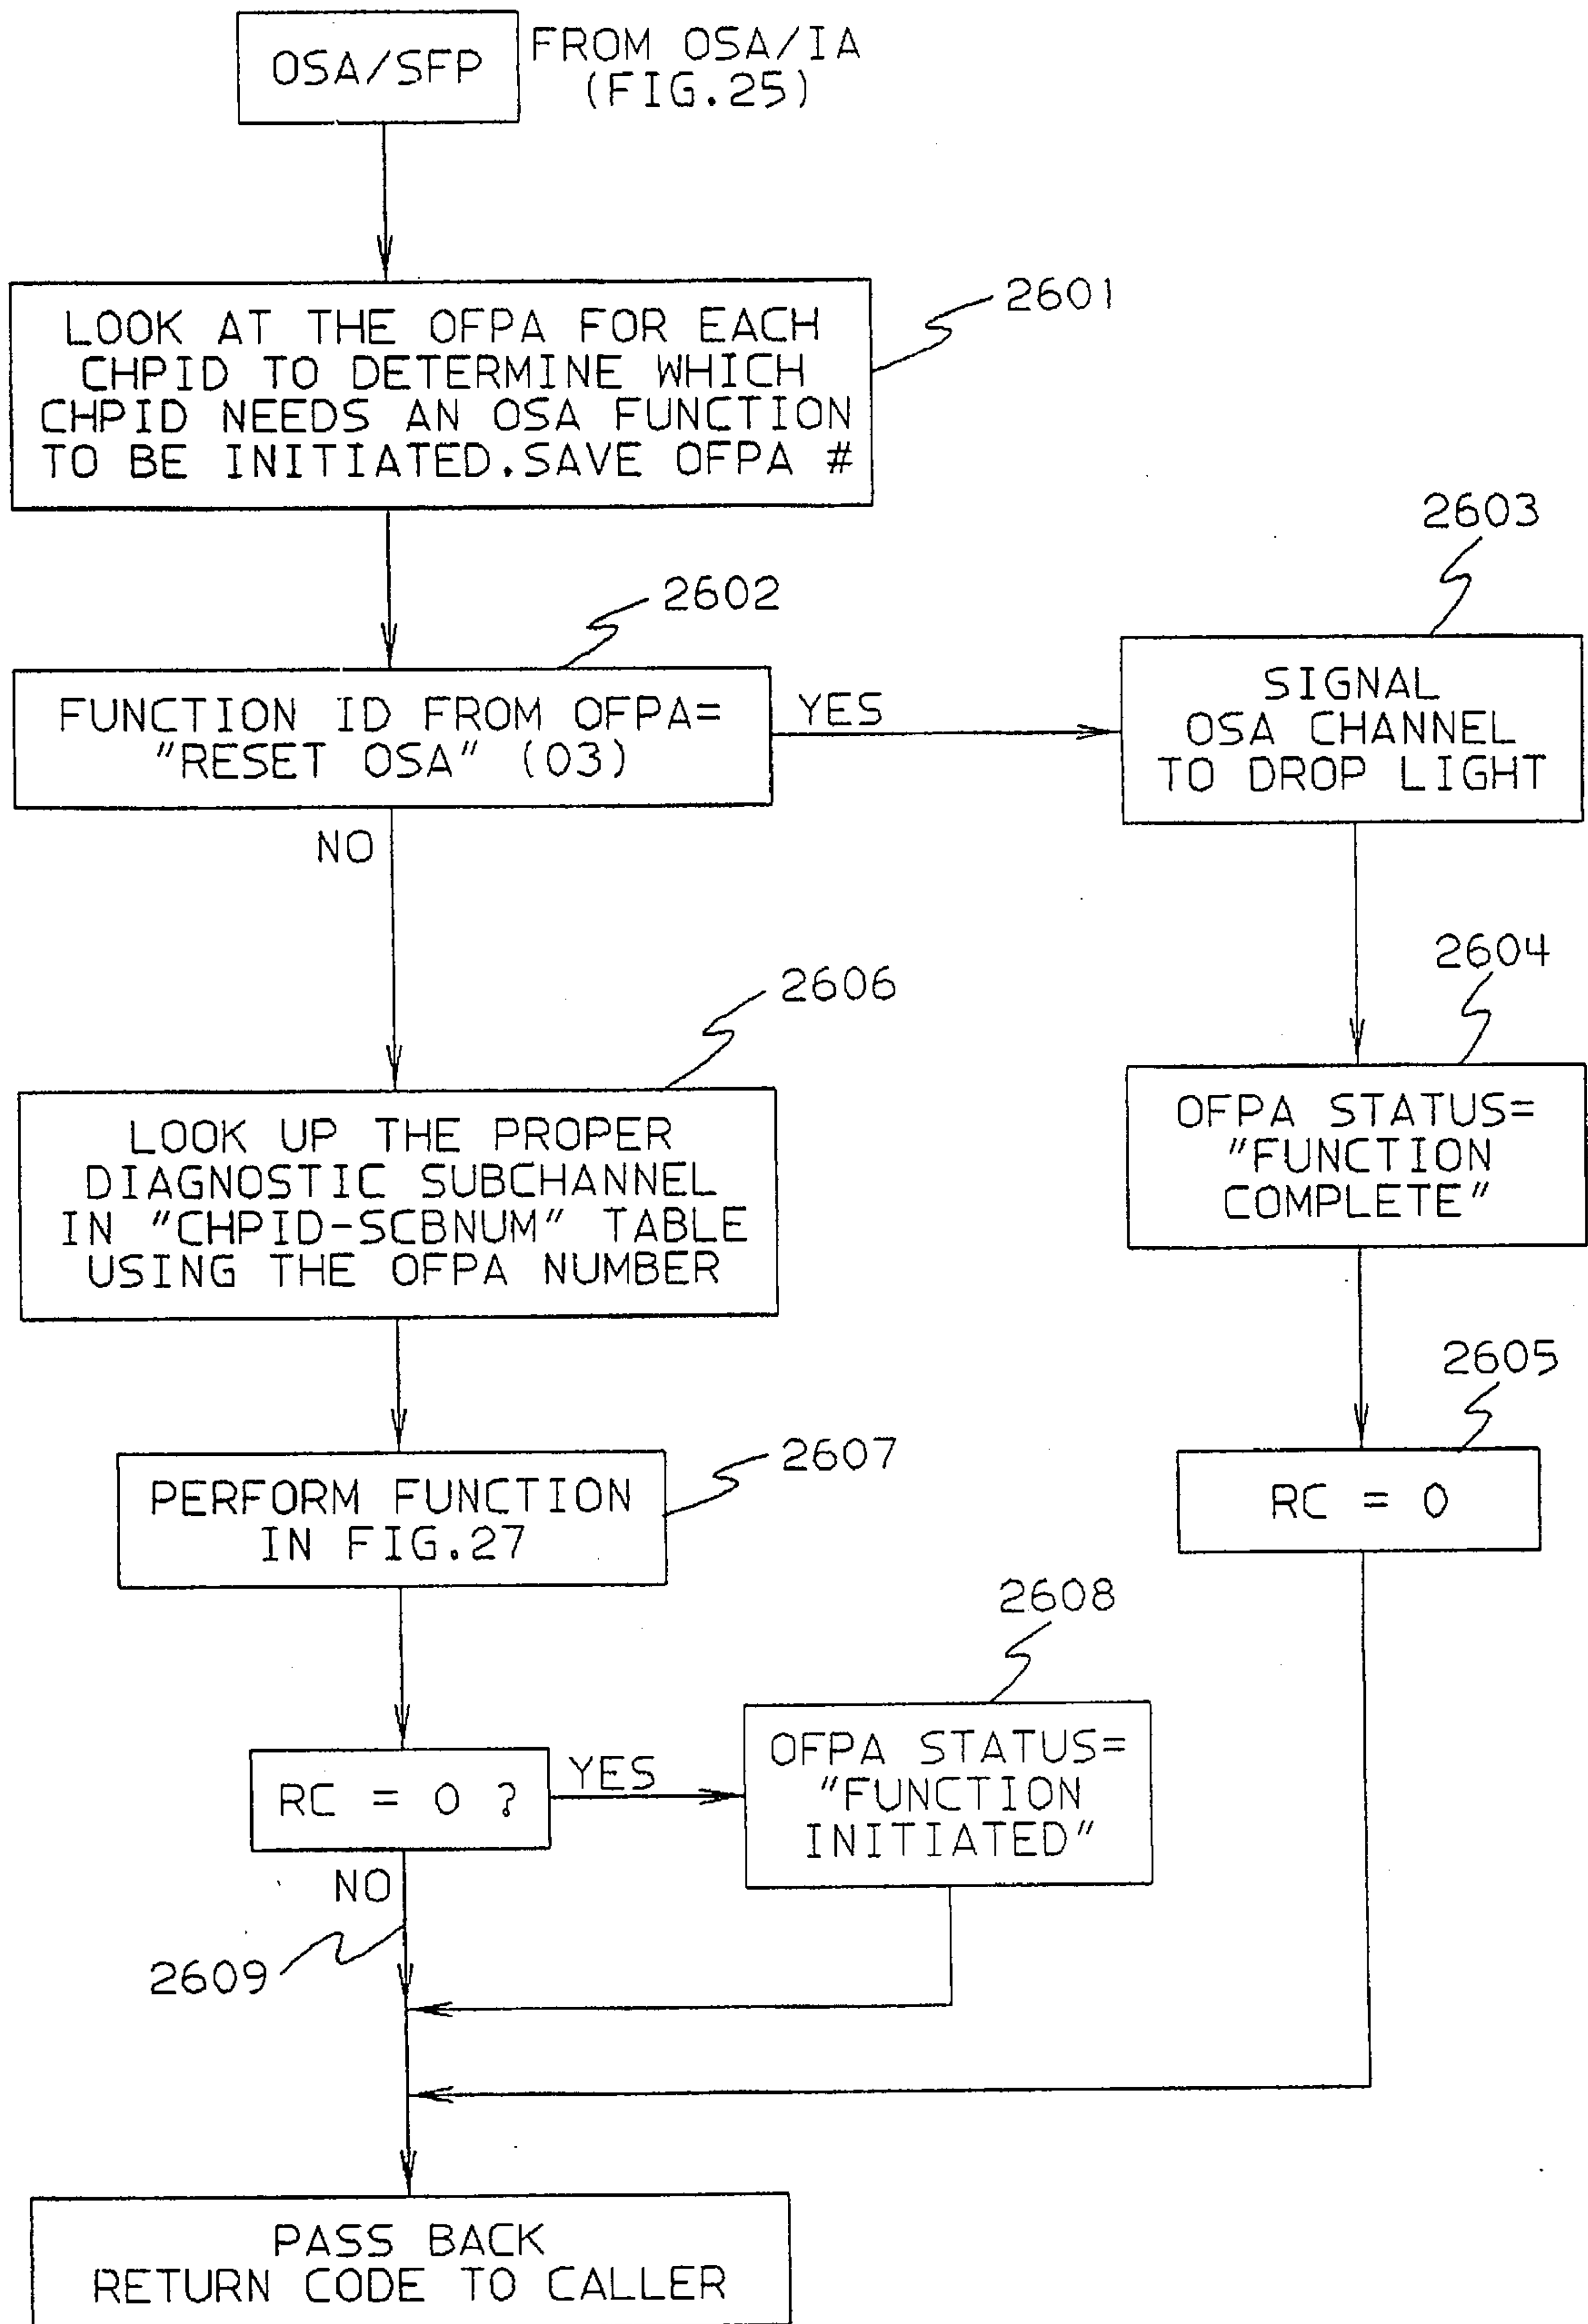 OSA/SFP
FROM OSA/IA
(FIG.25)
2601
LOOK AT THE OFPA FOR EACH
CHPID TO DETERMINE WHICH
CHPID NEEDS AN OSA FUNCTION
TO BE INITIATED.SAVE OFPA #
2602
FUNCTION ID FROM OFPA=
"RESET OSA" (03)
YES
NO
2603
SIGNAL
OSA CHANNEL
TO DROP LIGHT
2604
OFPA STATUS=
"FUNCTION
COMPLETE"
2605
RC = 0
2606
LOOK UP THE PROPER
DIAGNOSTIC SUBCHANNEL
IN "CHPID-SCBNUM" TABLE
USING THE OFPA NUMBER
2607
PERFORM FUNCTION
IN FIG.27
RC = 0 ?
YES
2608
OFPA STATUS=
"FUNCTION
INITIATED"
NO
2609
PASS BACK
RETURN CODE TO CALLER